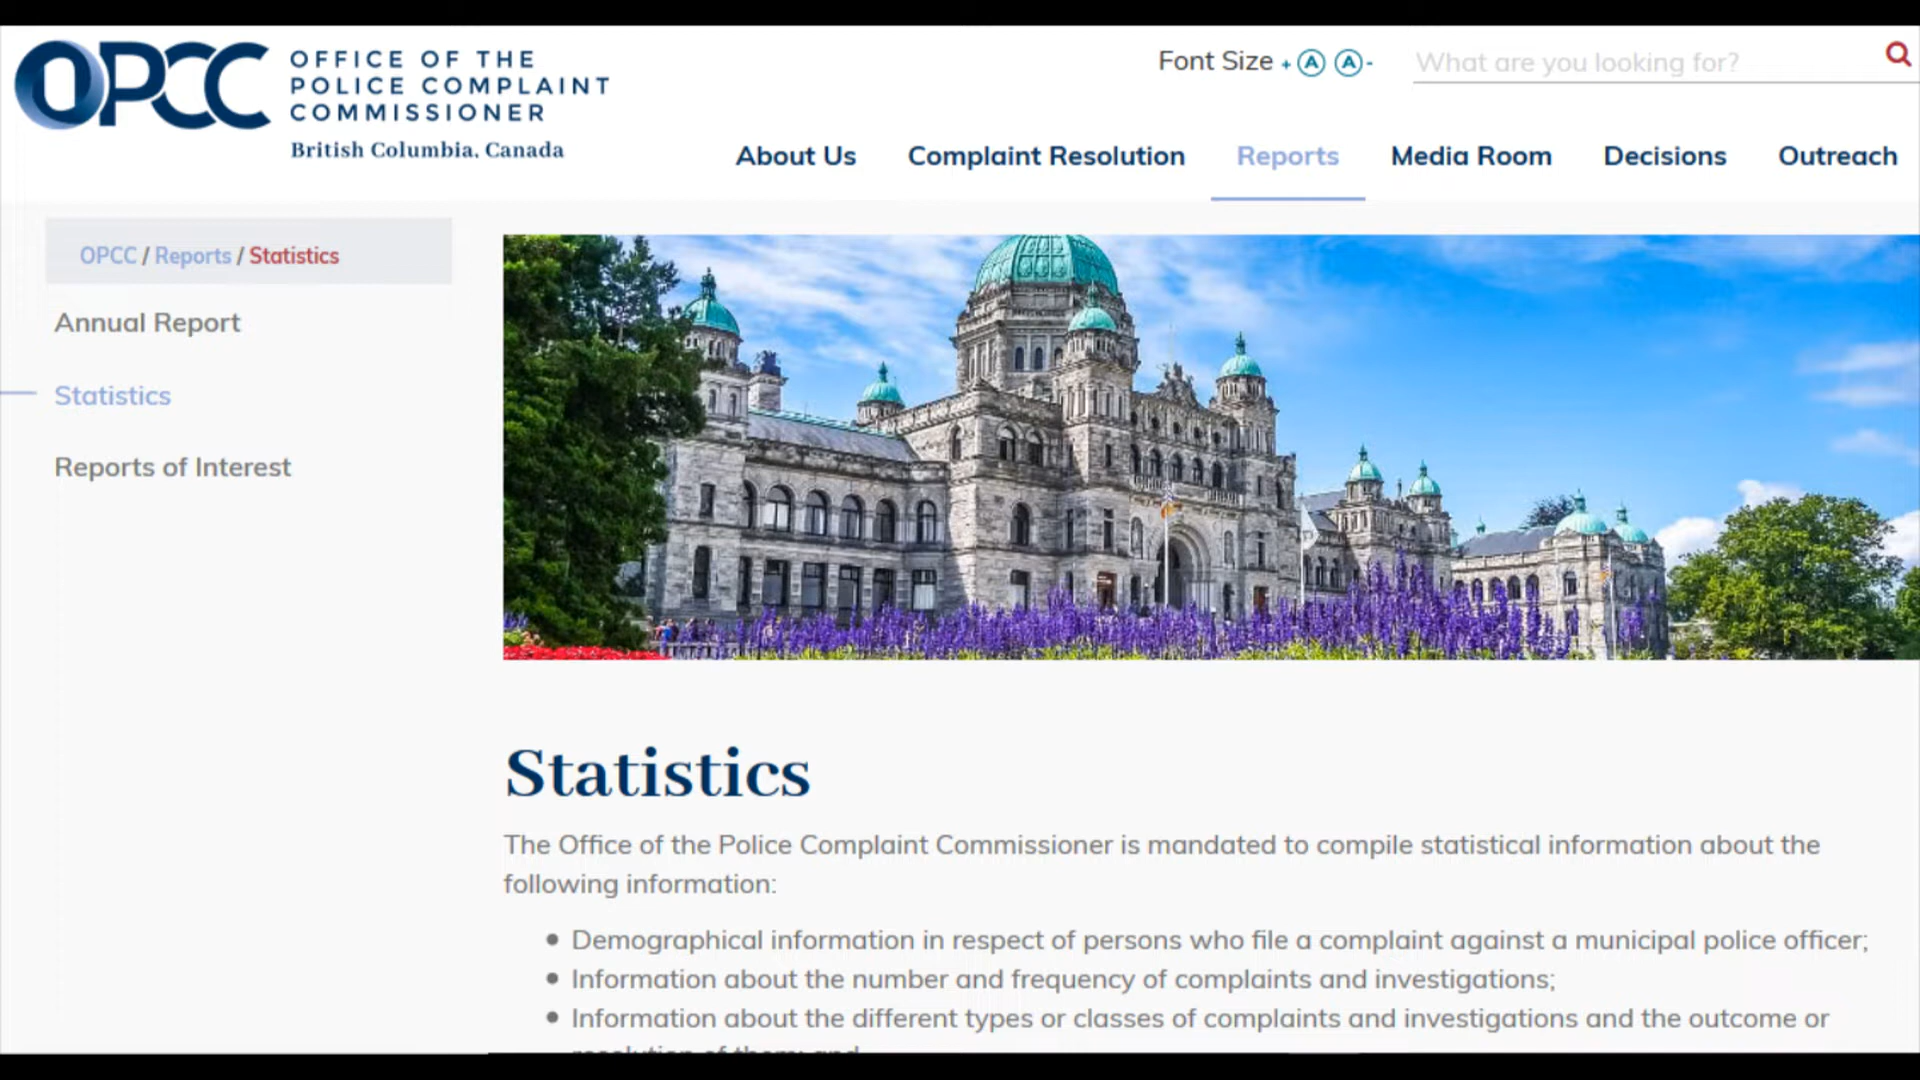 OPCC
OFFICE OF THE
POLICE COMPLAINT
COMMISSIONER
British Columbia, Canada
Font Size + A A -
What are you looking for?
About Us
Complaint Resolution
Reports
Media Room
Decisions
Outreach
OPCC / Reports / Statistics
Annual Report
Statistics
Reports of Interest
Statistics
The Office of the Police Complaint Commissioner is mandated to compile statistical information about the
following information:
• Demographical information in respect of persons who file a complaint against a municipal police officer;
• Information about the number and frequency of complaints and investigations;
• Information about the different types or classes of complaints and investigations and the outcome or
resolution of them; and